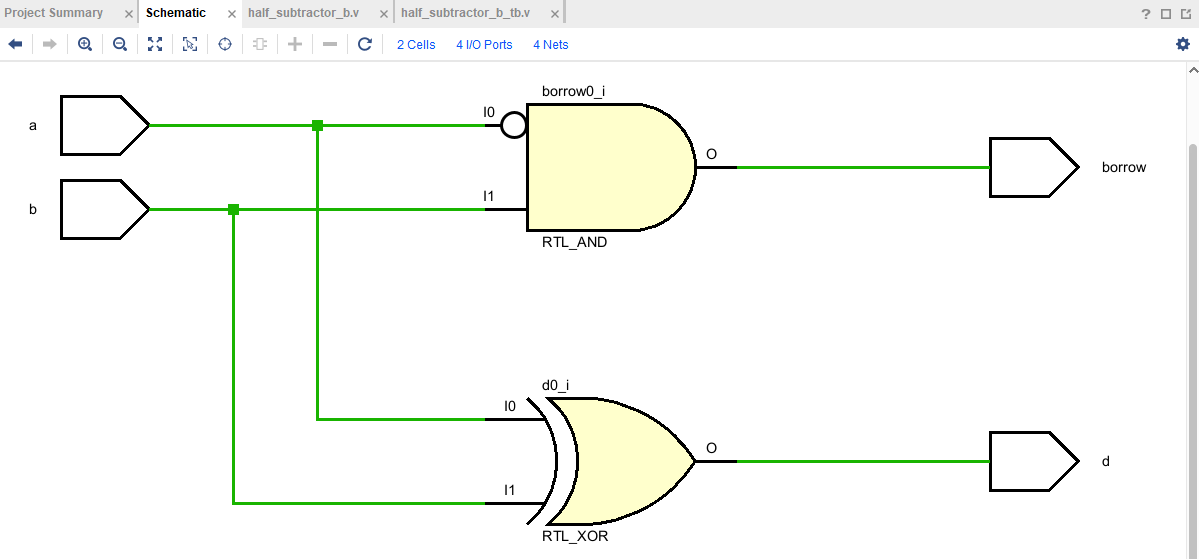 Project Summary × Schematic × half_subtractor_b.v × half_subtractor_b_tb.v × ?
2 Cells 4 I/O Ports 4 Nets
borrow0_i
a I0
O borrow
b I1
RTL_AND
d0_i
I0
O d
I1
RTL_XOR